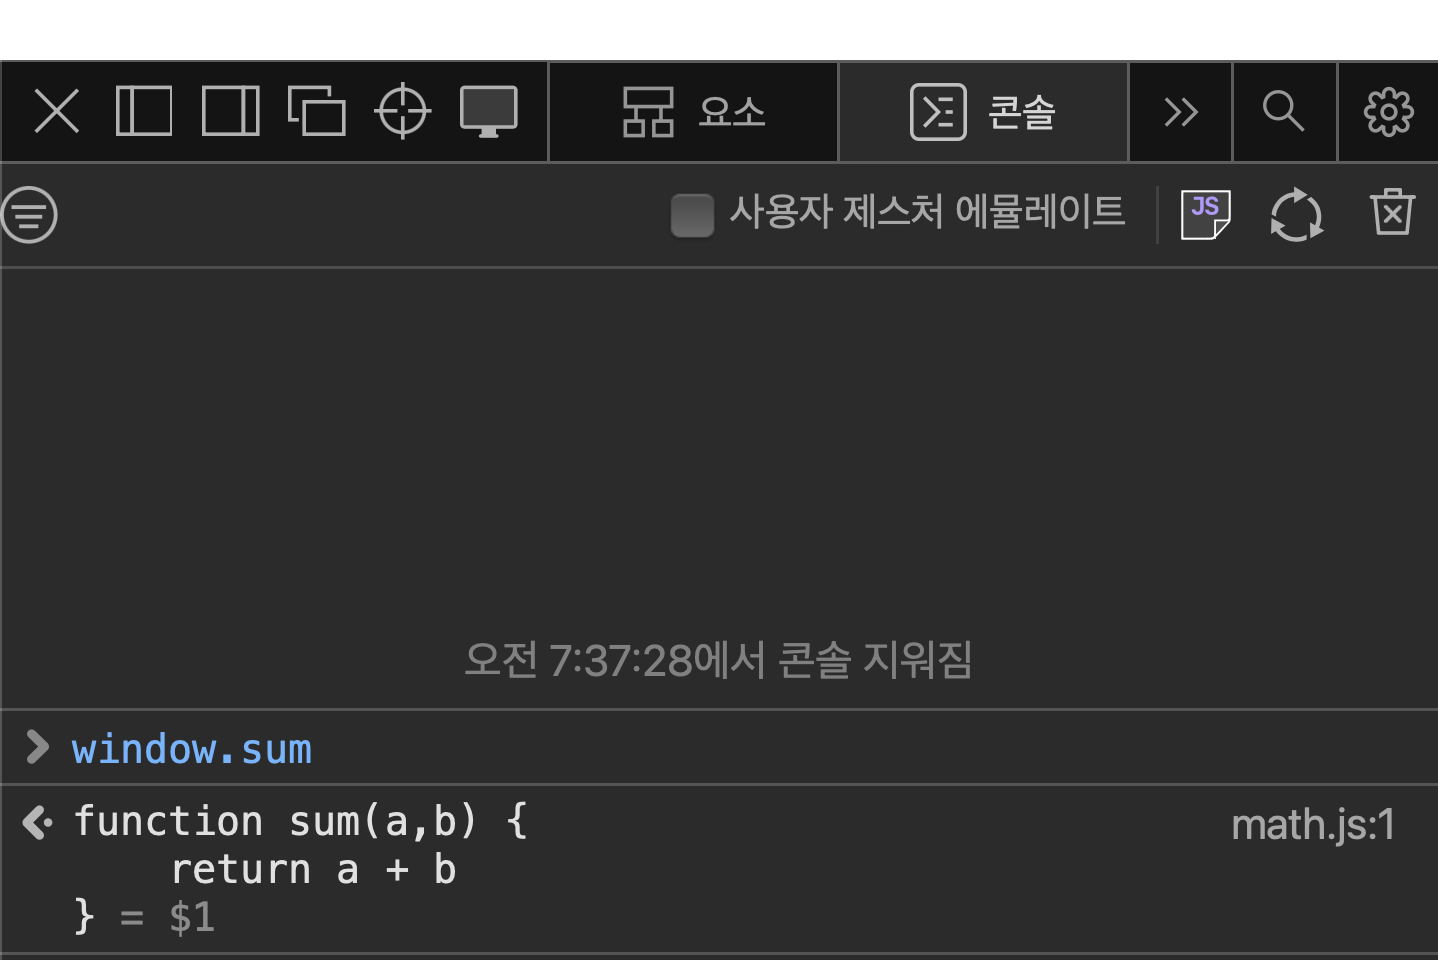 요소
콘솔
사용자 제스처 에뮬레이트
JS
오전 7:37:28에서 콘솔 지워짐
window.sum
function sum(a,b) {
math.js:1
return a + b
} = $1